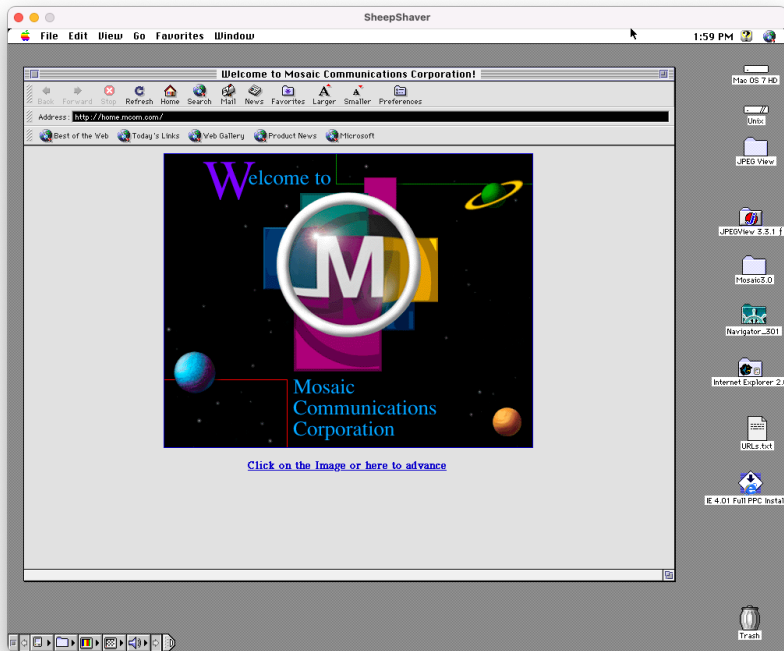 SheepShaver
File Edit View Go Favorites Window 1:59 PM
Welcome to Mosaic Communications Corporation!
Back Forward Stop Refresh Home Search Mail News Favorites Larger Smaller Preferences
Address: http://home.mcom.com/
Best of the Web Today's Links Web Gallery Product News Microsoft
Welcome to
M
Mosaic
Communications
Corporation
Click on the Image or here to advance
Mac OS 7 HD
Unix
JPEG View
JPEGView 3.3.1 ƒ
Mosaic3.0
Navigator_301
Internet Explorer 2.
URLs.txt
IE 4.01 Full PPC Instal
Trash